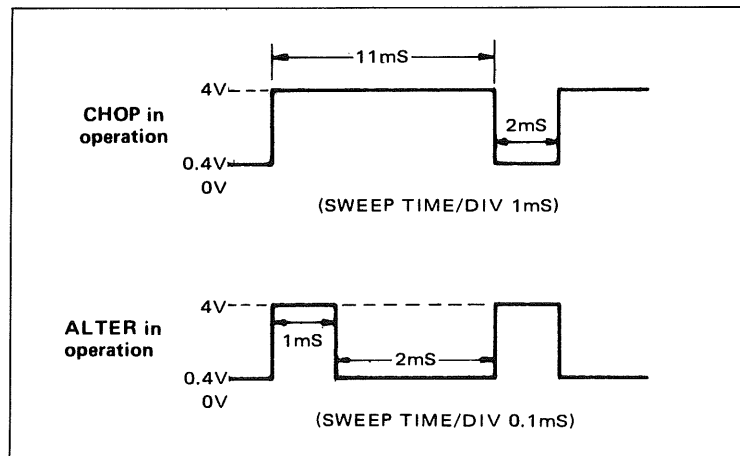 11mS
4V
CHOP in
operation
2mS
0.4V
0V
(SWEEP TIME/DIV 1mS)
4V
ALTER in
operation
1mS
2mS
0.4V
0V
(SWEEP TIME/DIV 0.1mS)